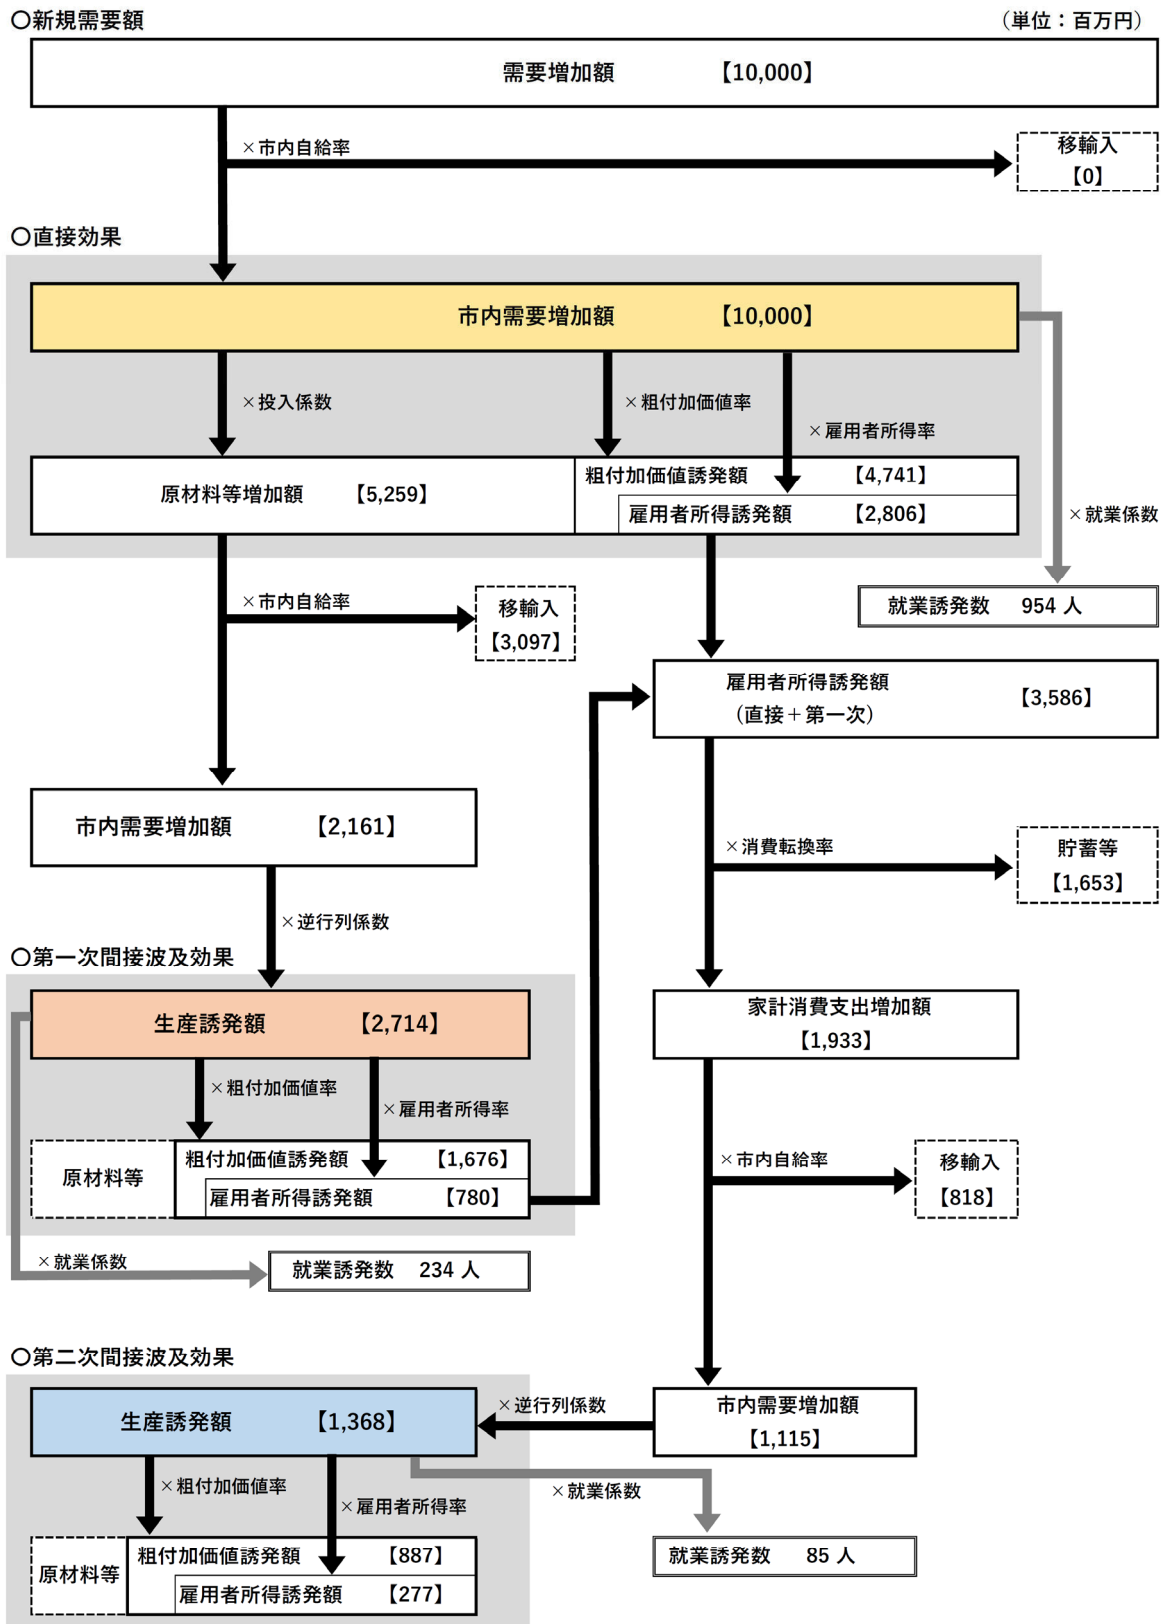 ○新規需要額
（単位：百万円）
需要増加額 【10,000】
×市内自給率
移輸入
【0】
○直接効果
市内需要増加額 【10,000】
×投入係数
×粗付加価値率
×雇用者所得率
原材料等増加額 【5,259】
粗付加価値誘発額 【4,741】
雇用者所得誘発額 【2,806】
×就業係数
就業誘発数 954 人
×市内自給率
移輸入
【3,097】
雇用者所得誘発額
（直接＋第一次）
【3,586】
市内需要増加額 【2,161】
×消費転換率
貯蓄等
【1,653】
×逆行列係数
○第一次間接波及効果
生産誘発額 【2,714】
家計消費支出増加額
【1,933】
×粗付加価値率
×雇用者所得率
原材料等
粗付加価値誘発額 【1,676】
雇用者所得誘発額 【780】
×市内自給率
移輸入
【818】
×就業係数
就業誘発数 234 人
○第二次間接波及効果
生産誘発額 【1,368】
×逆行列係数
市内需要増加額
【1,115】
×粗付加価値率
×雇用者所得率
×就業係数
原材料等
粗付加価値誘発額 【887】
雇用者所得誘発額 【277】
就業誘発数 85 人